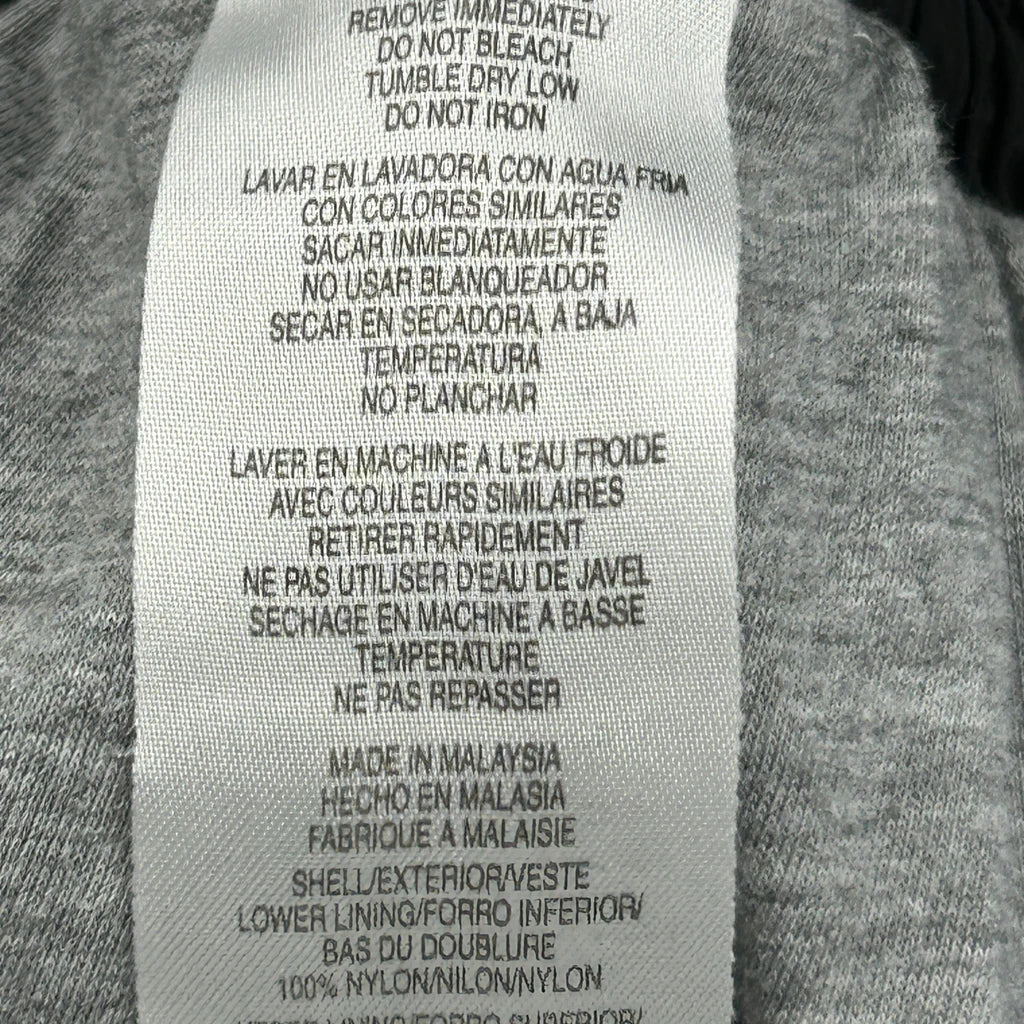 REMOVE IMMEDIATELY
DO NOT BLEACH
TUMBLE DRY LOW
DO NOT IRON
LAVAR EN LAVADORA CON AGUA FRIA
CON COLORES SIMILARES
SACAR INMEDIATAMENTE
NO USAR BLANQUEADOR
SECAR EN SECADORA A BAJA
TEMPERATURA
NO PLANCHAR
LAVER EN MACHINE A L'EAU FROIDE
AVEC COULEURS SIMILAIRES
RETIRER RAPIDEMENT
NE PAS UTILISER D'EAU DE JAVEL
SECHAGE EN MACHINE A BASSE
TEMPERATURE
NE PAS REPASSER
MADE IN MALAYSIA
HECHO EN MALASIA
FABRIQUE A MALAISIE
SHELL/EXTERIOR/VESTE
LOWER LINING/FORRO INFERIOR/
BAS DU DOUBLURE
100% NYLON/NILON/NYLON
LINING/FORRO SUPERIOR/